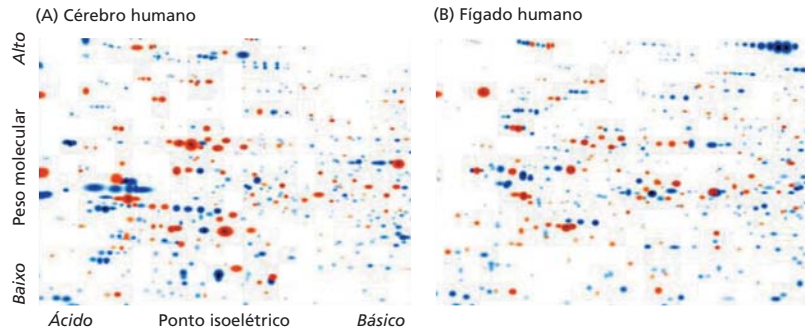 (A) Cérebro humano
(B) Fígado humano
Alto
Peso molecular
Baixo
Ácido
Ponto isoelétrico
Básico